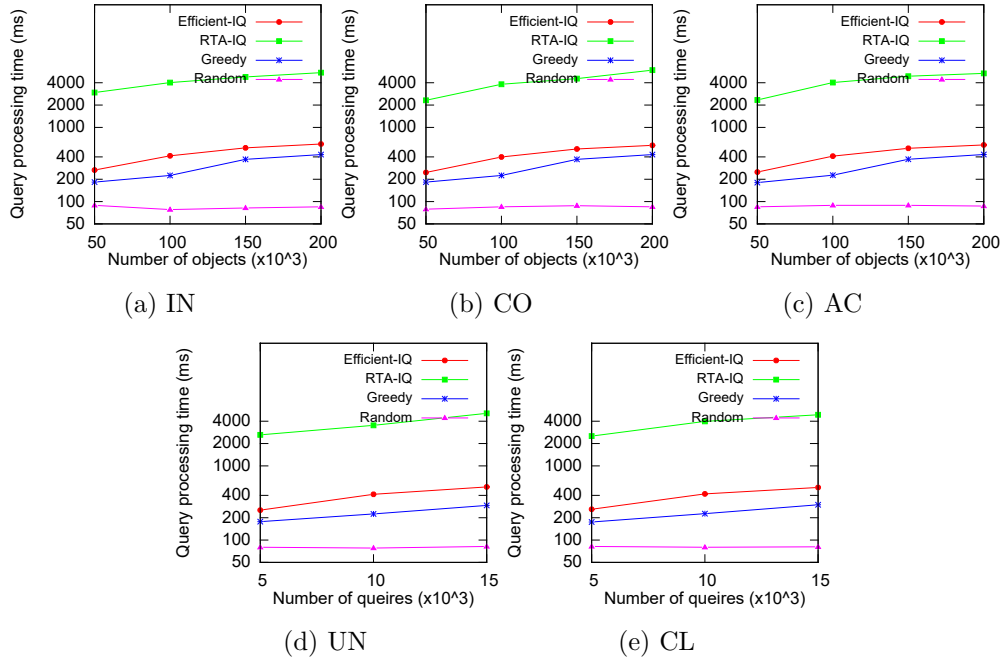 Query processing time (ms)
Efficient-IQ
RTA-IQ
Greedy
Random
4000
2000
1000
400
200
100
50
50 100 150 200
Number of objects (x10^3)
(a) IN
Query processing time (ms)
Efficient-IQ
RTA-IQ
Greedy
Random
4000
2000
1000
400
200
100
50
50 100 150 200
Number of objects (x10^3)
(b) CO
Query processing time (ms)
Efficient-IQ
RTA-IQ
Greedy
Random
4000
2000
1000
400
200
100
50
50 100 150 200
Number of objects (x10^3)
(c) AC
Query processing time (ms)
Efficient-IQ
RTA-IQ
Greedy
Random
4000
2000
1000
400
200
100
50
5 10 15
Number of queires (x10^3)
(d) UN
Query processing time (ms)
Efficient-IQ
RTA-IQ
Greedy
Random
4000
2000
1000
400
200
100
50
5 10 15
Number of queires (x10^3)
(e) CL